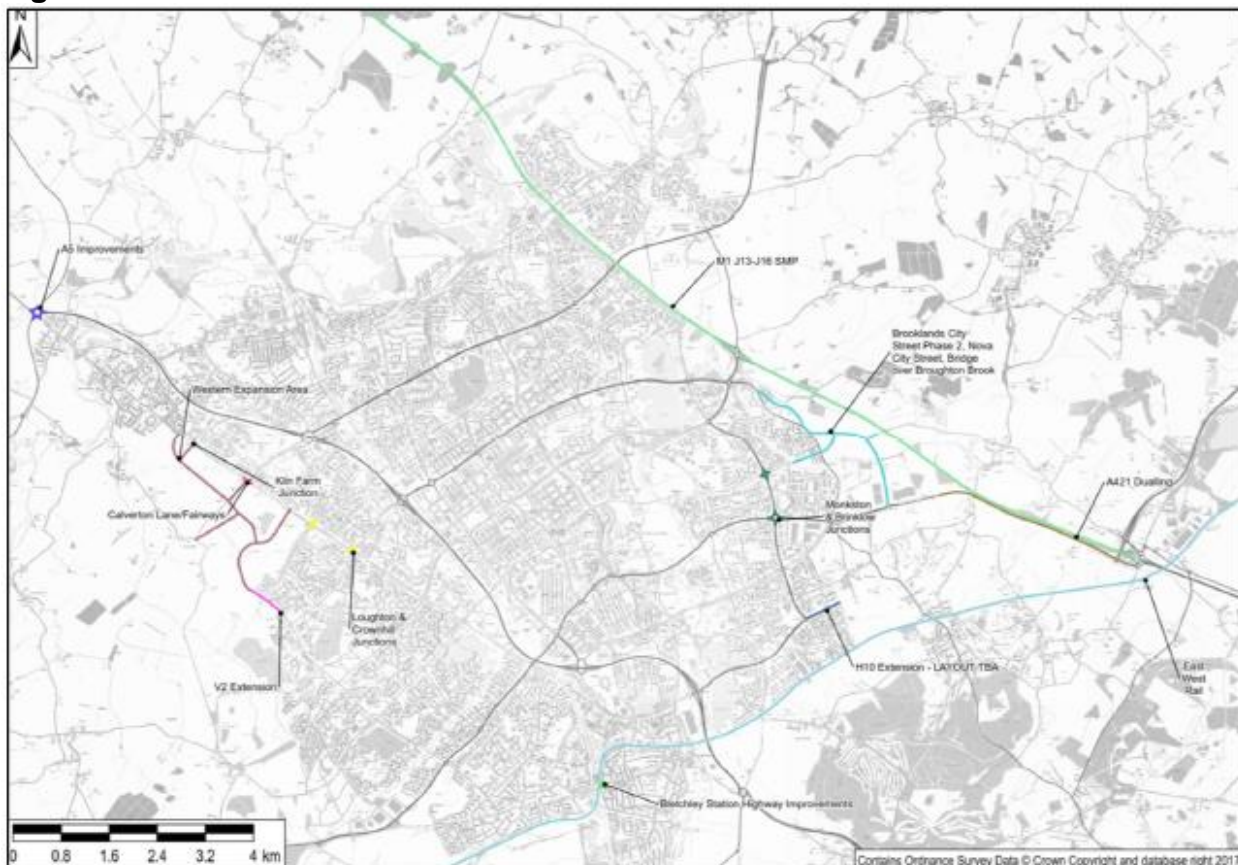 N
A5 Improvements
M1 J13-J16 SMP
Brooklands City
Street Phase 2, Nova
City Street, Bridge
over Broughton Brook
Western Expansion Area
Kiln Farm
Junction
Calverton Lane/Fairways
A421 Dualling
Monkston
& Brinklow
Junctions
Loughton &
Crownhill
Junctions
V2 Extension
H10 Extension - LAYOUT TBA
East
West
Rail
Bletchley Station Highway Improvements
0 0.8 1.6 2.4 3.2 4 km
Contains Ordnance Survey Data © Crown Copyright and database right 2017